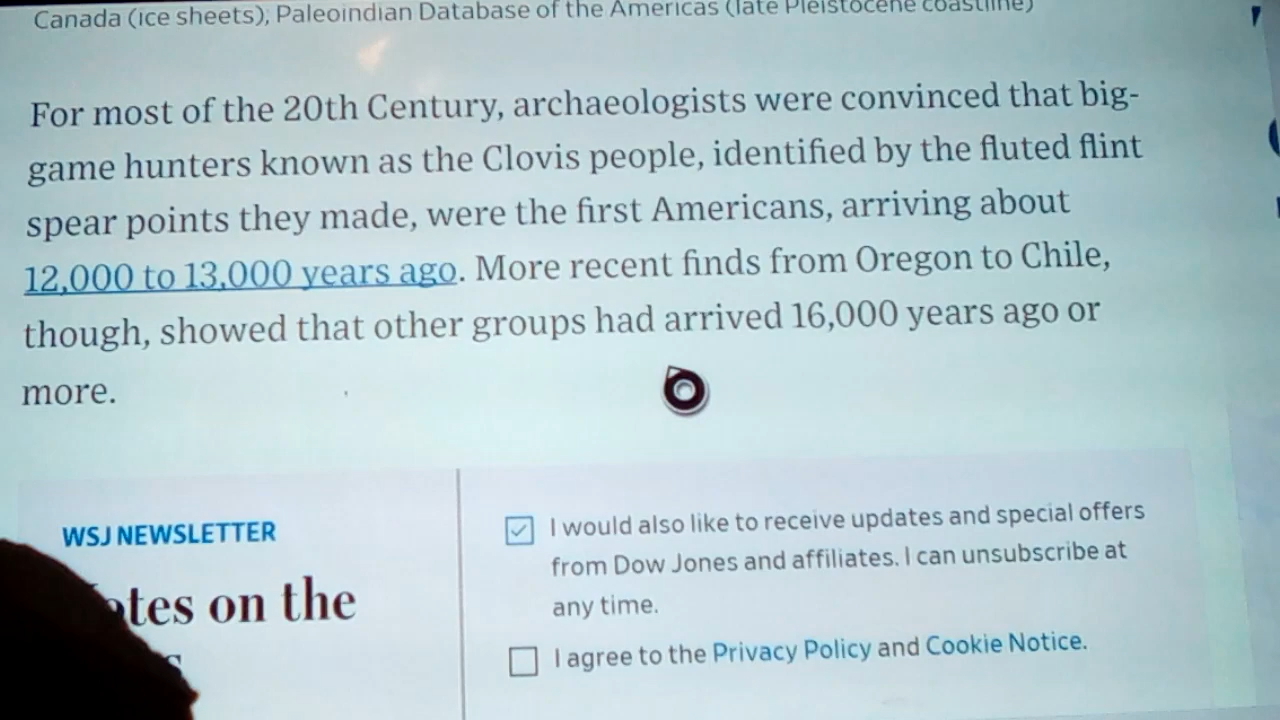 Canada (ice sheets); Paleoindian Database of the Americas (late Pleistocene coastline)
For most of the 20th Century, archaeologists were convinced that big-
game hunters known as the Clovis people, identified by the fluted flint
spear points they made, were the first Americans, arriving about
12,000 to 13,000 years ago. More recent finds from Oregon to Chile,
though, showed that other groups had arrived 16,000 years ago or
more.
WSJ NEWSLETTER
otes on the
I would also like to receive updates and special offers
from Dow Jones and affiliates. I can unsubscribe at
any time.
I agree to the Privacy Policy and Cookie Notice.